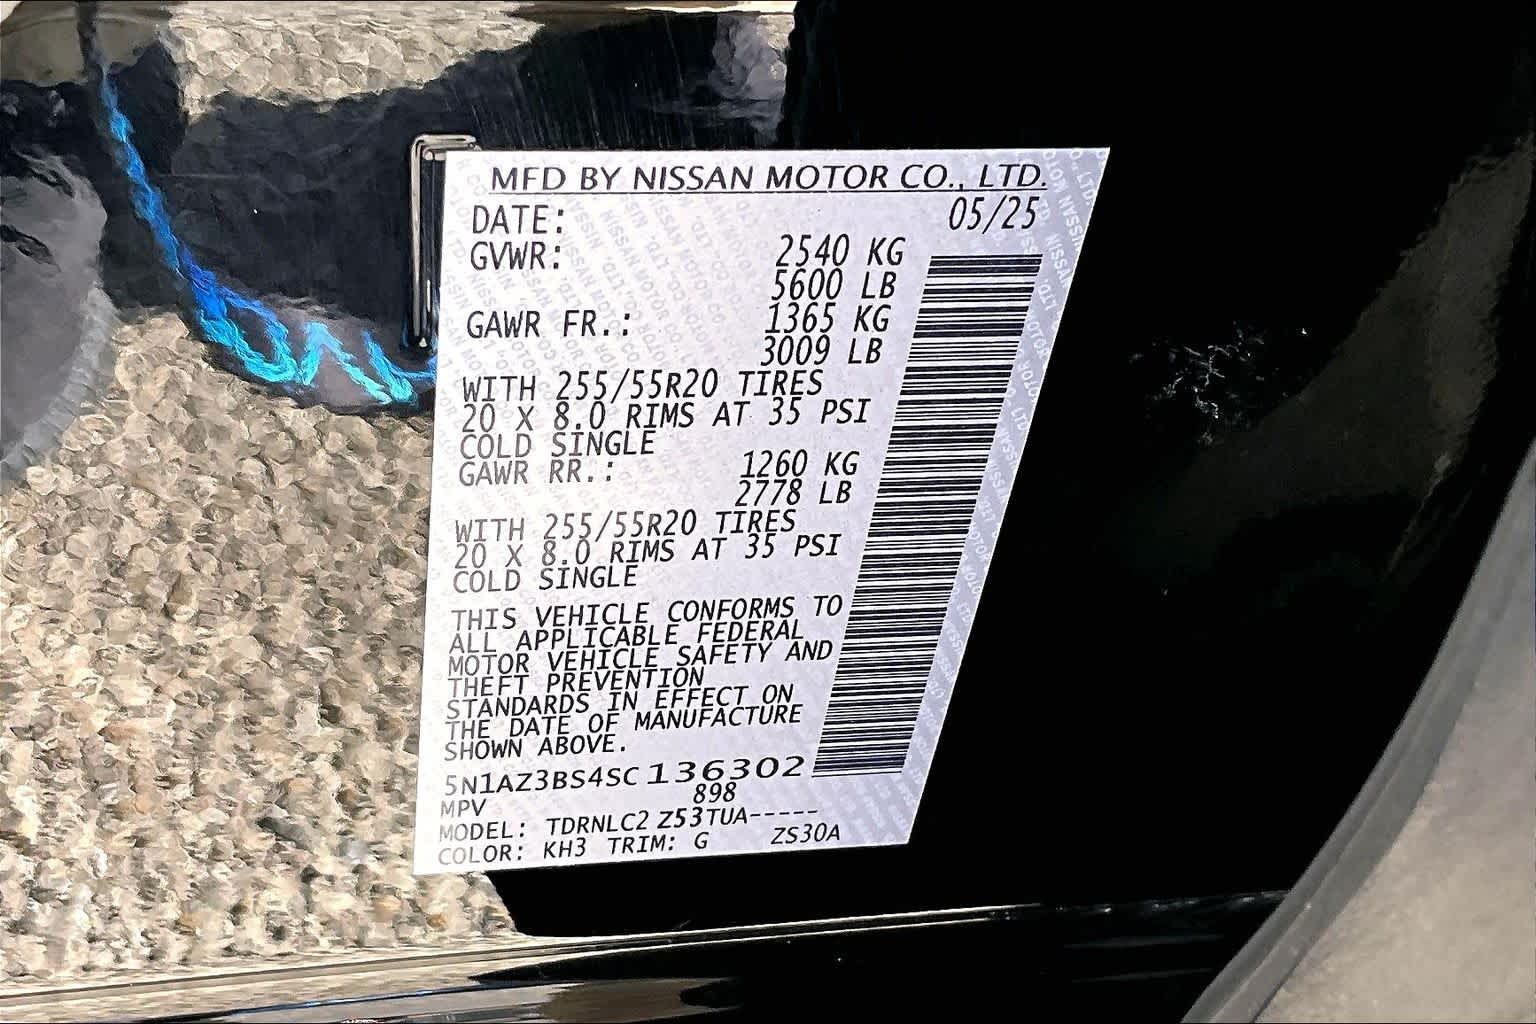 MFD BY NISSAN MOTOR CO., LTD.
DATE: 05/25
GVWR: 2540 KG
5600 LB
GAWR FR.: 1365 KG
3009 LB
WITH 255/55R20 TIRES
20 X 8.0 RIMS AT 35 PSI
COLD SINGLE
GAWR RR.: 1260 KG
2778 LB
WITH 255/55R20 TIRES
20 X 8.0 RIMS AT 35 PSI
COLD SINGLE
THIS VEHICLE CONFORMS TO
ALL APPLICABLE FEDERAL
MOTOR VEHICLE SAFETY AND
THEFT PREVENTION
STANDARDS IN EFFECT ON
THE DATE OF MANUFACTURE
SHOWN ABOVE.
5N1AZ3BS4SC136302
MPV 898
MODEL: TDRNLC2 Z53TUA-----
COLOR: KH3 TRIM: G ZS30A